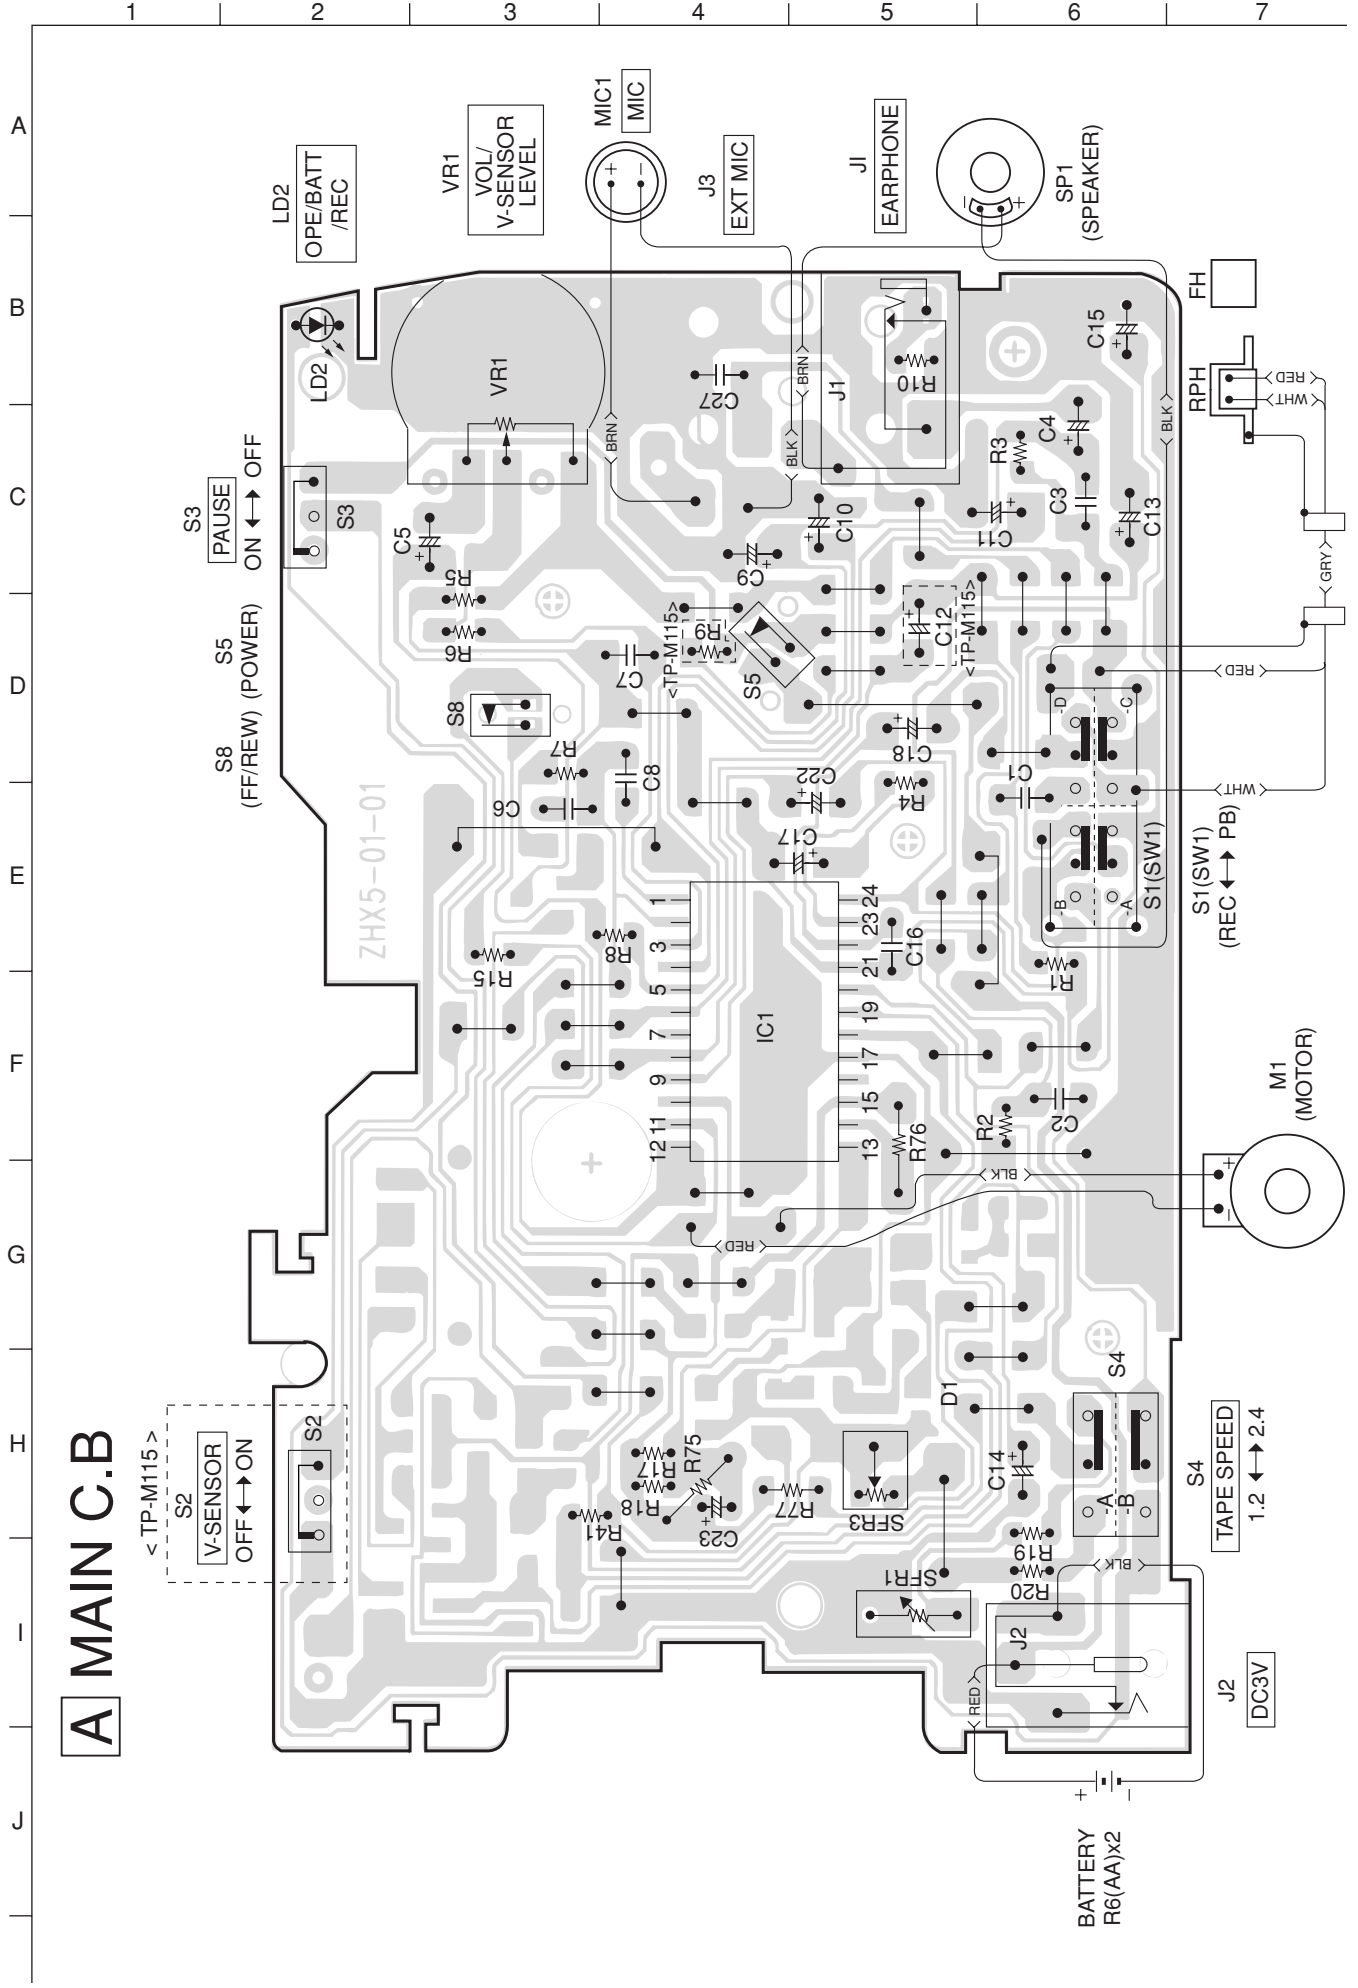 1 2 3 4 5 6 7
A
B
C
D
E
F
G
H
I
J
A MAIN C.B
LD2
OPE/BATT
/REC
VR1
VOL/
V-SENSOR
LEVEL
MIC1
MIC
+
−
J3
EXT MIC
JI
EARPHONE
SP1
(SPEAKER)
−
+
LD2
VR1
C27
BRN
BRN
BLK
J1
R10
C15
+
BLK
FH
RPH
RED
WHT
GRY
S3
PAUSE
ON ↔ OFF
S3
C5
+
R5
R6
C9
+
C10
+
C11
+
R3
C4
+
C3
C13
+
S5
(POWER)
S8
(FF/REW)
S8
R7
C7
<TP-M115>
R9
S5
C12
+
<TP-M115>
C18
+
D
C
RED
C6
C8
C22
+
R4
C1
WHT
ZHX5-01-01
C17
+
B
A
S1(SW1)
S1(SW1)
(REC ↔ PB)
R15
R8
1
3
5
7
9
11
12
IC1
24
23
21
19
17
15
13
C16
R1
R76
R2
C2
BLK
RED
M1
(MOTOR)
+
−
< TP-M115 >
S2
V-SENSOR
OFF ↔ ON
S2
R17
R18
R75
R41
C23
+
R77
SFR3
D1
C14
+
S4
A
B
S4
TAPE SPEED
1.2 ↔ 2.4
R19
R20
BLK
SFR1
J2
J2
DC3V
RED
+
−
BATTERY
R6(AA)x2